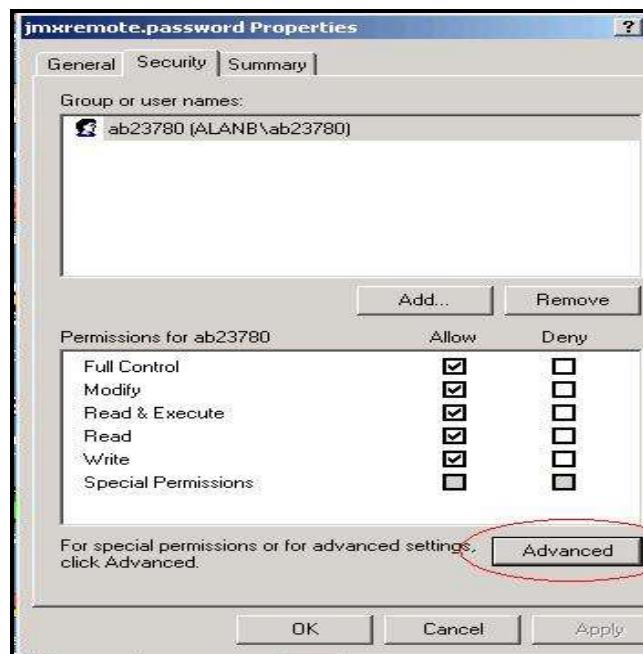 jmxremote.password Properties ?
General Security Summary
Group or user names:
ab23780 (ALANB\ab23780)
Add... Remove
Permissions for ab23780 Allow Deny
Full Control
Modify
Read & Execute
Read
Write
Special Permissions
For special permissions or for advanced settings, Advanced
click Advanced.
OK Cancel Apply